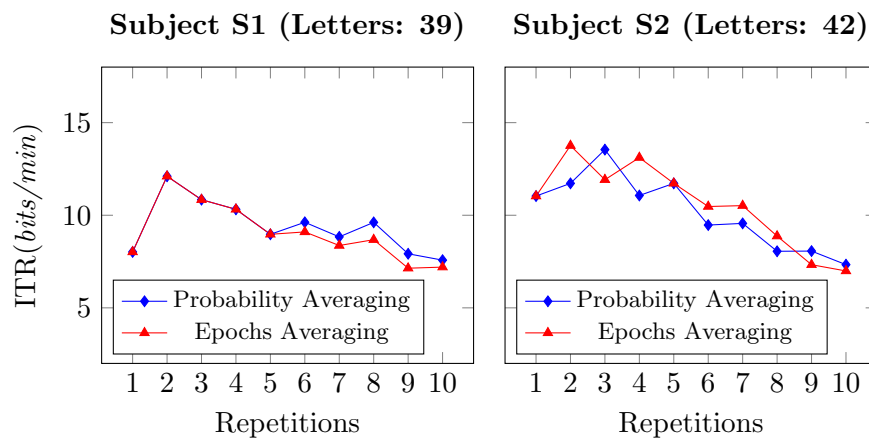 Subject S1 (Letters: 39)
Subject S2 (Letters: 42)
ITR(bits/min)
15
10
5
Probability Averaging
Epochs Averaging
Probability Averaging
Epochs Averaging
1 2 3 4 5 6 7 8 9 10
1 2 3 4 5 6 7 8 9 10
Repetitions
Repetitions